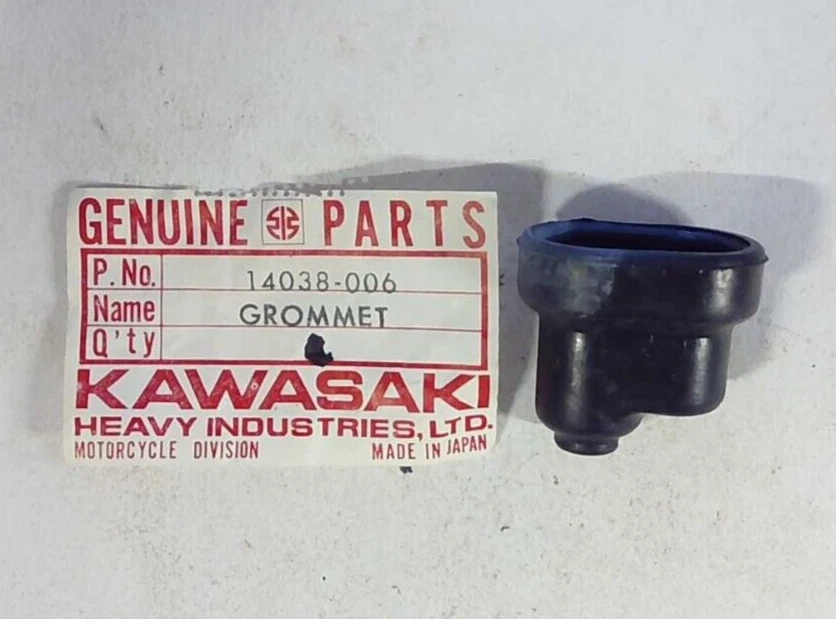 GENUINE PARTS
P.No. 14038-006
Name GROMMET
Q'ty
KAWASAKI
HEAVY INDUSTRIES, LTD.
MOTORCYCLE DIVISION MADE IN JAPAN